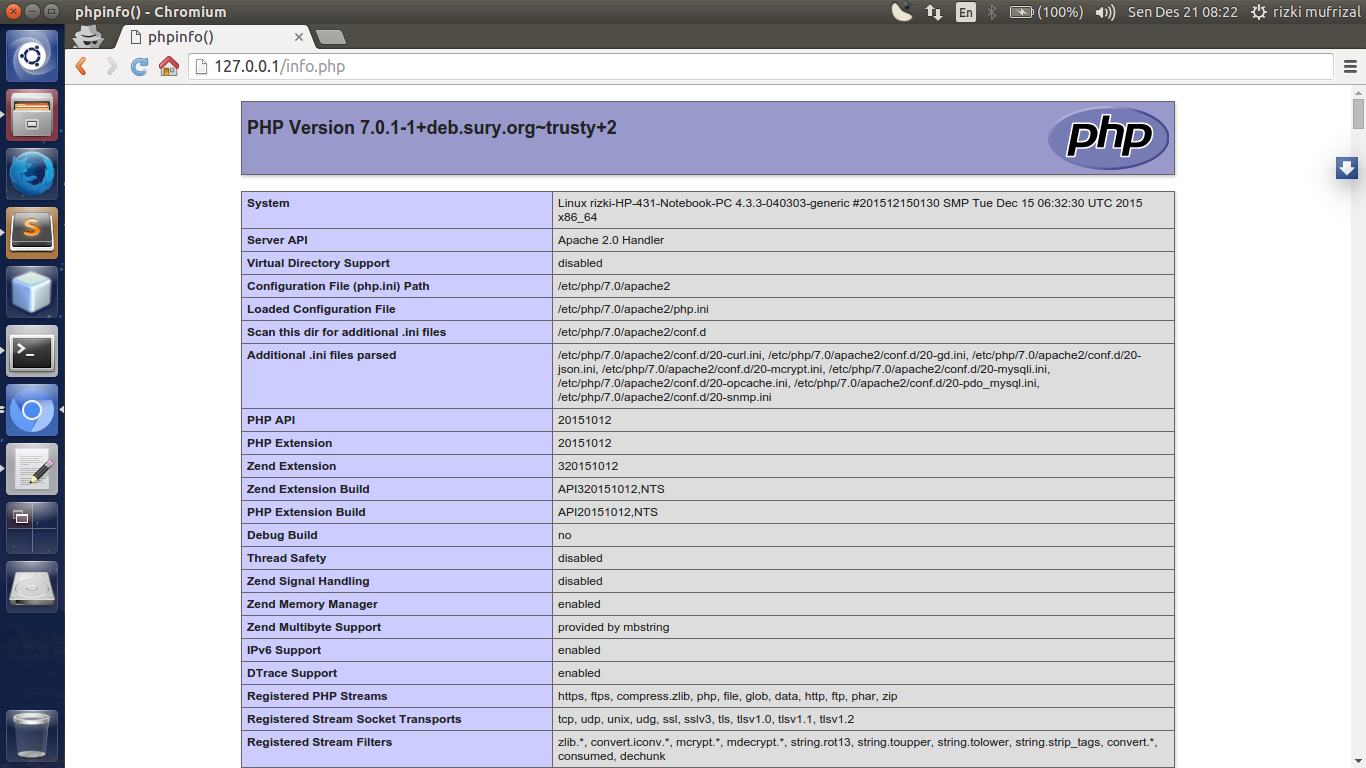 phpinfo() - Chromium
En
(100%)
Sen Des 21 08:22
rizki mufrizal
phpinfo()
127.0.0.1/info.php
PHP Version 7.0.1-1+deb.sury.org~trusty+2
php
System
Linux rizki-HP-431-Notebook-PC 4.3.3-040303-generic #201512150130 SMP Tue Dec 15 06:32:30 UTC 2015
x86_64
Server API
Apache 2.0 Handler
Virtual Directory Support
disabled
Configuration File (php.ini) Path
/etc/php/7.0/apache2
Loaded Configuration File
/etc/php/7.0/apache2/php.ini
Scan this dir for additional .ini files
/etc/php/7.0/apache2/conf.d
Additional .ini files parsed
/etc/php/7.0/apache2/conf.d/20-curl.ini, /etc/php/7.0/apache2/conf.d/20-gd.ini, /etc/php/7.0/apache2/conf.d/20-
json.ini, /etc/php/7.0/apache2/conf.d/20-mcrypt.ini, /etc/php/7.0/apache2/conf.d/20-mysqli.ini,
/etc/php/7.0/apache2/conf.d/20-opcache.ini, /etc/php/7.0/apache2/conf.d/20-pdo_mysql.ini,
/etc/php/7.0/apache2/conf.d/20-snmp.ini
PHP API
20151012
PHP Extension
20151012
Zend Extension
320151012
Zend Extension Build
API320151012,NTS
PHP Extension Build
API20151012,NTS
Debug Build
no
Thread Safety
disabled
Zend Signal Handling
disabled
Zend Memory Manager
enabled
Zend Multibyte Support
provided by mbstring
IPv6 Support
enabled
DTrace Support
enabled
Registered PHP Streams
https, ftps, compress.zlib, php, file, glob, data, http, ftp, phar, zip
Registered Stream Socket Transports
tcp, udp, unix, udg, ssl, sslv3, tls, tlsv1.0, tlsv1.1, tlsv1.2
Registered Stream Filters
zlib.*, convert.iconv.*, mcrypt.*, mdecrypt.*, string.rot13, string.toupper, string.tolower, string.strip_tags, convert.*,
consumed, dechunk